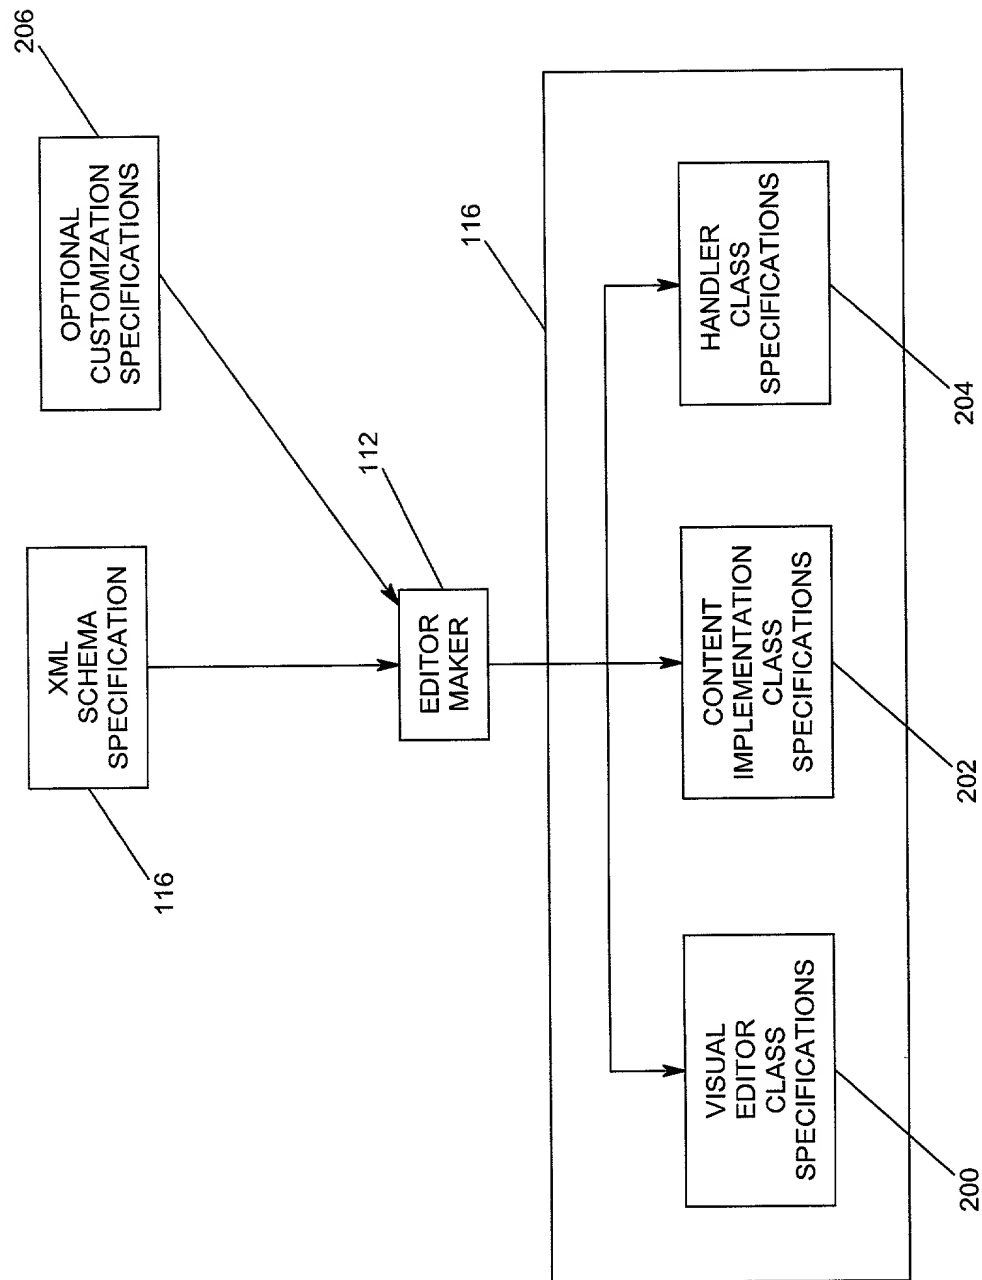 206
OPTIONAL
CUSTOMIZATION
SPECIFICATIONS
XML
SCHEMA
SPECIFICATION
116
112
EDITOR
MAKER
116
VISUAL
EDITOR
CLASS
SPECIFICATIONS
200
CONTENT
IMPLEMENTATION
CLASS
SPECIFICATIONS
202
HANDLER
CLASS
SPECIFICATIONS
204